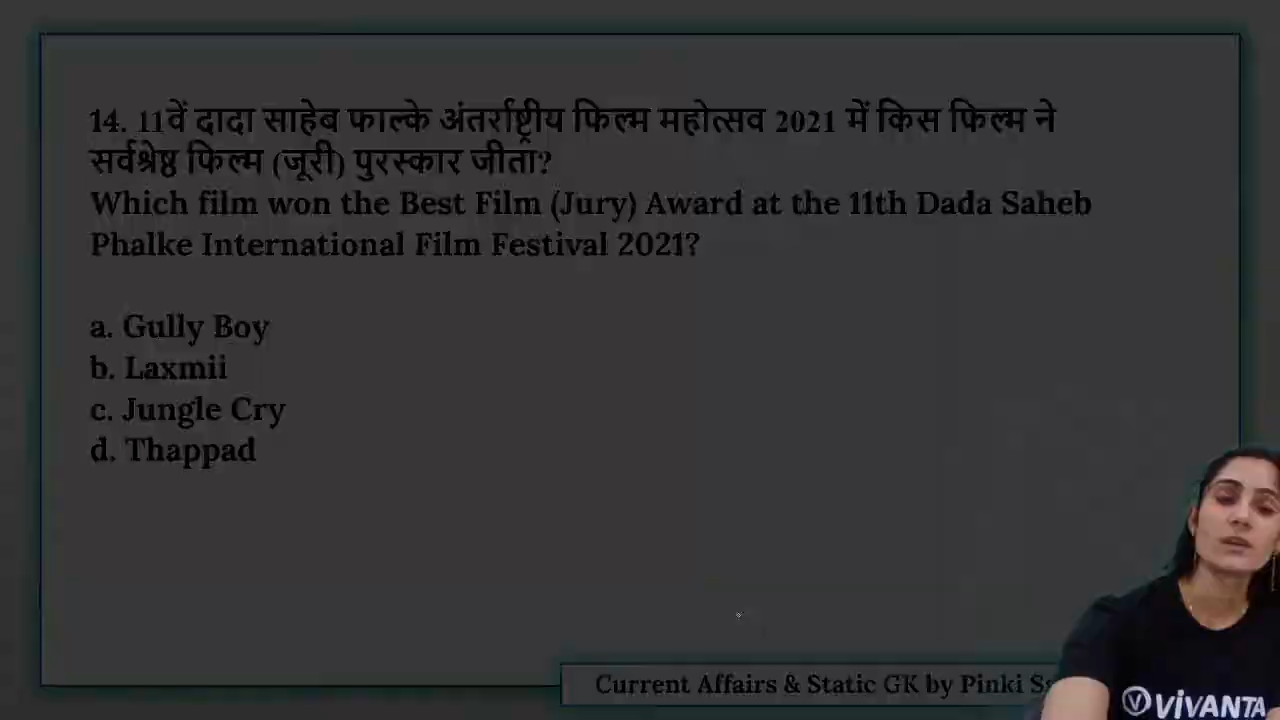 14. 11वें दादा साहेब फाल्के अंतर्राष्ट्रीय फिल्म महोत्सव 2021 में किस फिल्म ने
सर्वश्रेष्ठ फिल्म (जूरी) पुरस्कार जीता?
Which film won the Best Film (Jury) Award at the 11th Dada Saheb
Phalke International Film Festival 2021?
a. Gully Boy
b. Laxmii
c. Jungle Cry
d. Thappad
Current Affairs & Static GK by Pinki
VIVANTA